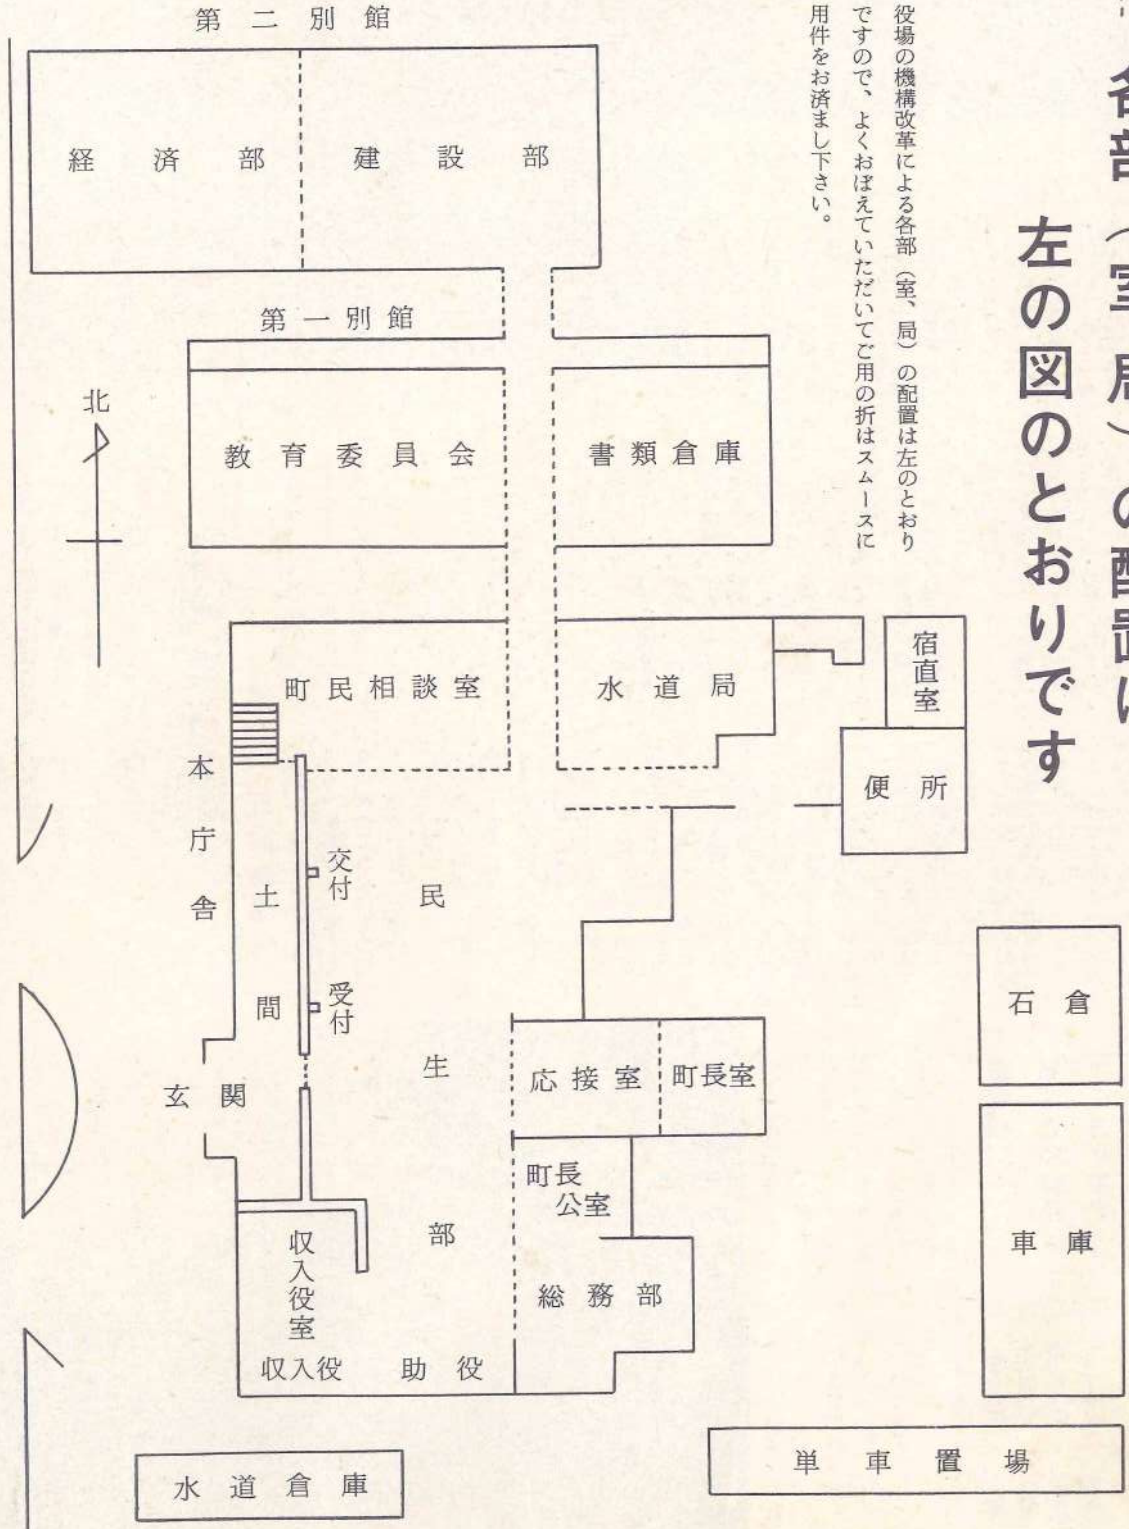 各部(室、局)の配置は
左の図のとおりです
役場の機構改革による各部(室、局)の配置は左のとおり
ですので、よくおぼえていただいてご用の折はスムースに
用件をお済まし下さい。
第二別館
経済部
建設部
第一別館
北
教育委員会
書類倉庫
町民相談室
水道局
宿直室
便所
本庁舎
土間
交付
受付
民生部
玄関
応接室
町長室
町長
公室
総務部
収入役室
収入役
助役
石倉
車庫
水道倉庫
単車置場